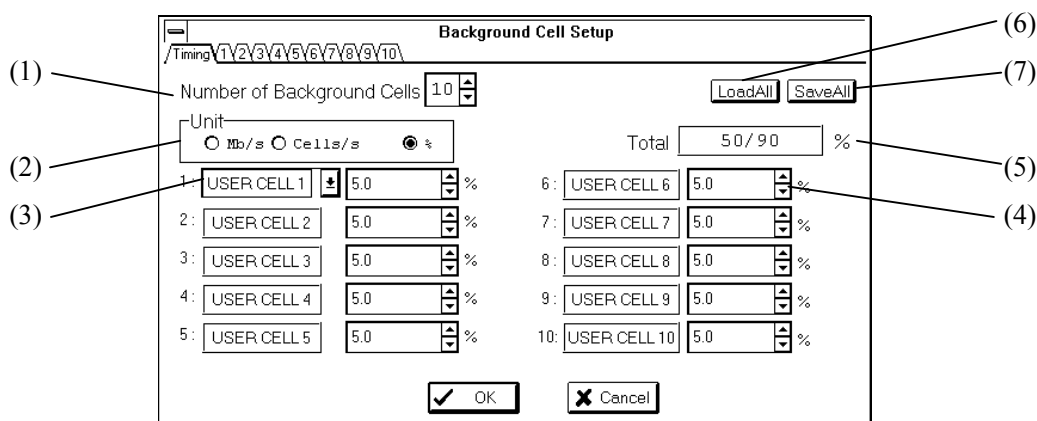 Background Cell Setup
Timing 1 2 3 4 5 6 7 8 9 10
(6)
(1)
Number of Background Cells 10
LoadAll SaveAll
(7)
Unit
Mb/s Cells/s %
Total 50/90 %
(2)
(5)
1: USER CELL 1 5.0 %
6: USER CELL 6 5.0 %
(3)
(4)
2: USER CELL 2 5.0 %
7: USER CELL 7 5.0 %
3: USER CELL 3 5.0 %
8: USER CELL 8 5.0 %
4: USER CELL 4 5.0 %
9: USER CELL 9 5.0 %
5: USER CELL 5 5.0 %
10: USER CELL 10 5.0 %
OK
Cancel